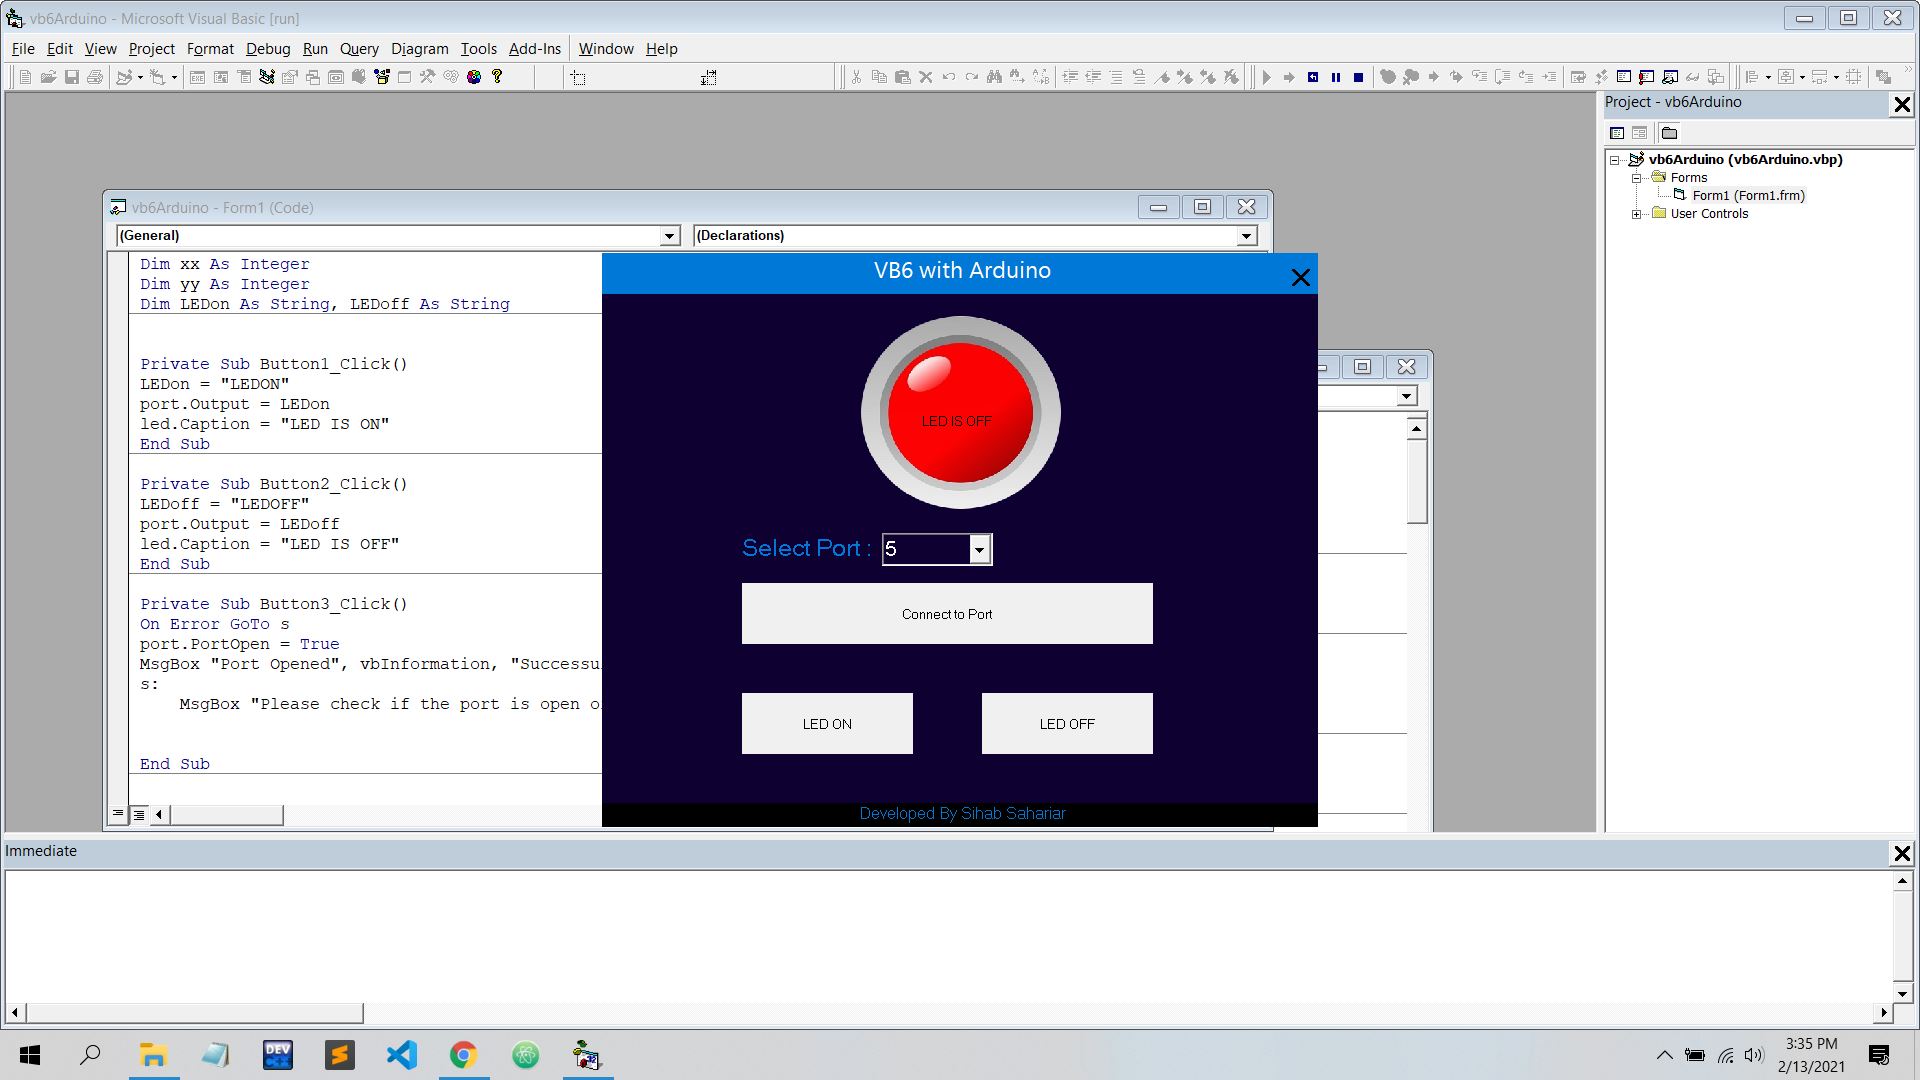 vb6Arduino - Microsoft Visual Basic [run]
File Edit View Project Format Debug Run Query Diagram Tools Add-Ins Window Help
Project - vb6Arduino
vb6Arduino (vb6Arduino.vbp)
Forms
Form1 (Form1.frm)
User Controls
vb6Arduino - Form1 (Code)
(General) (Declarations)
Dim xx As Integer
Dim yy As Integer
Dim LEDon As String, LEDoff As String
Private Sub Button1_Click()
LEDon = "LEDON"
port.Output = LEDon
led.Caption = "LED IS ON"
End Sub
Private Sub Button2_Click()
LEDoff = "LEDOFF"
port.Output = LEDoff
led.Caption = "LED IS OFF"
End Sub
Private Sub Button3_Click()
On Error GoTo s
port.PortOpen = True
MsgBox "Port Opened", vbInformation, "Successu
s:
MsgBox "Please check if the port is open o
End Sub
VB6 with Arduino
LED IS OFF
Select Port : 5
Connect to Port
LED ON LED OFF
Developed By Sihab Sahariar
Immediate
DEV
C++
3:35 PM
2/13/2021